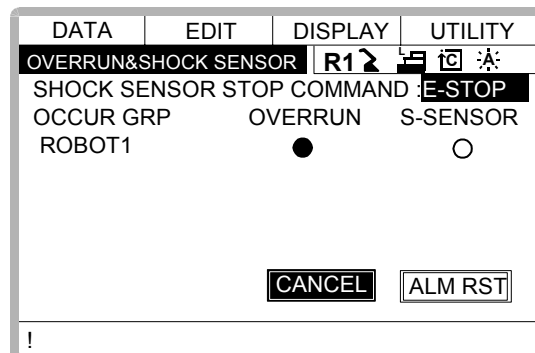 DATA EDIT DISPLAY UTILITY
OVERRUN&SHOCK SENSOR R1 L C A
SHOCK SENSOR STOP COMMAND :E-STOP
OCCUR GRP OVERRUN S-SENSOR
ROBOT1
CANCEL ALM RST
!